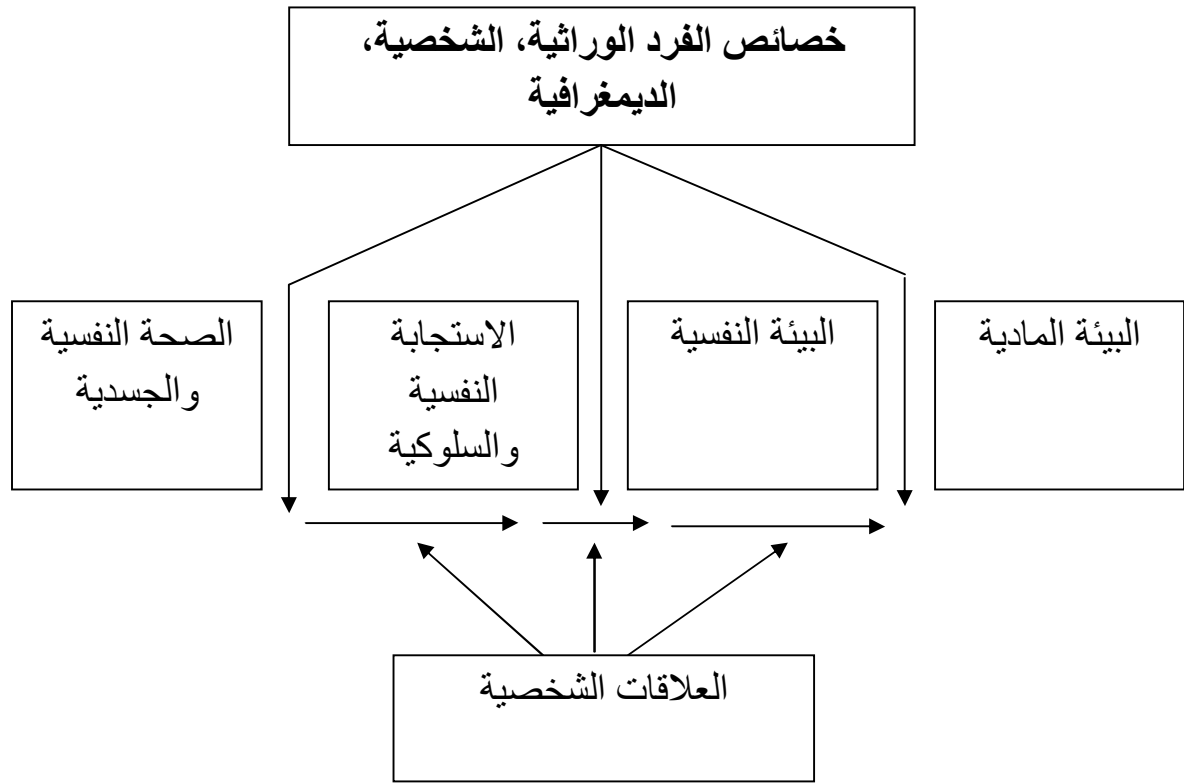 خصائص الفرد الوراثية، الشخصية،
الديمغرافية
البيئة المادية
البيئة النفسية
الاستجابة
النفسية
والسلوكية
الصحة النفسية
والجسدية
العلاقات الشخصية